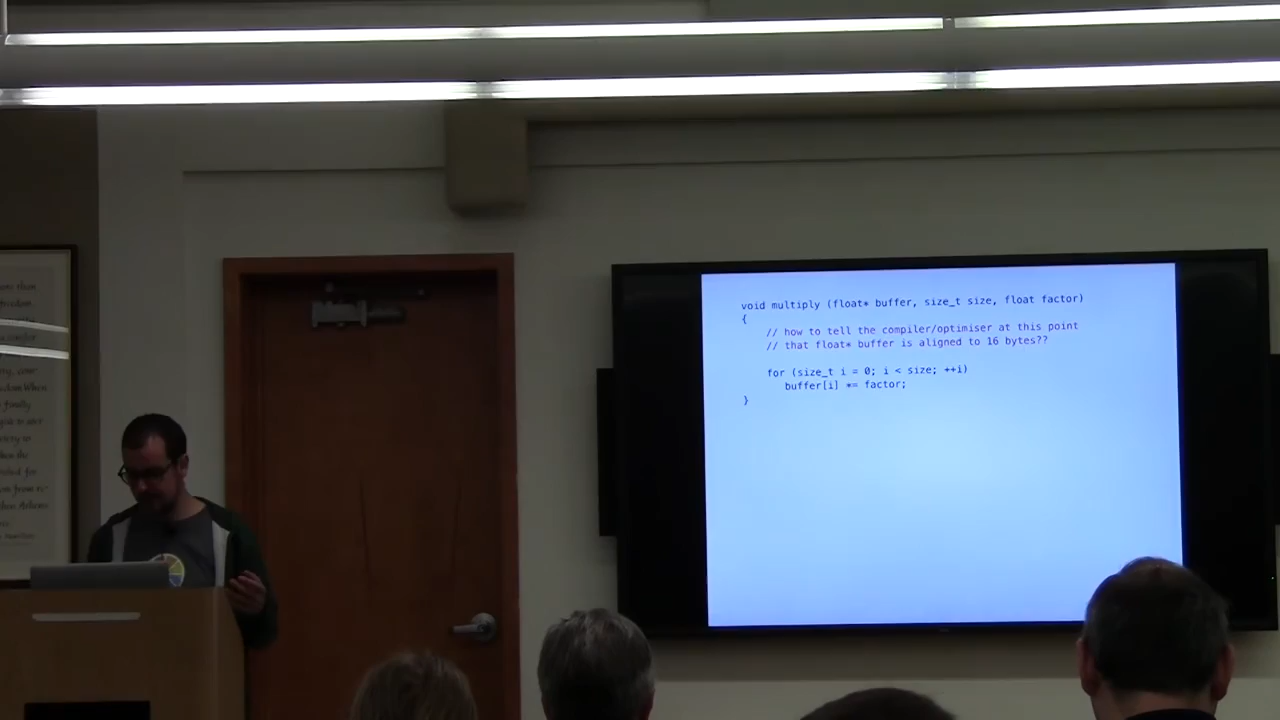 void multiply (float* buffer, size_t size, float factor)
{
// how to tell the compiler/optimiser at this point
// that float* buffer is aligned to 16 bytes??
for (size_t i = 0; i < size; ++i)
buffer[i] *= factor;
}